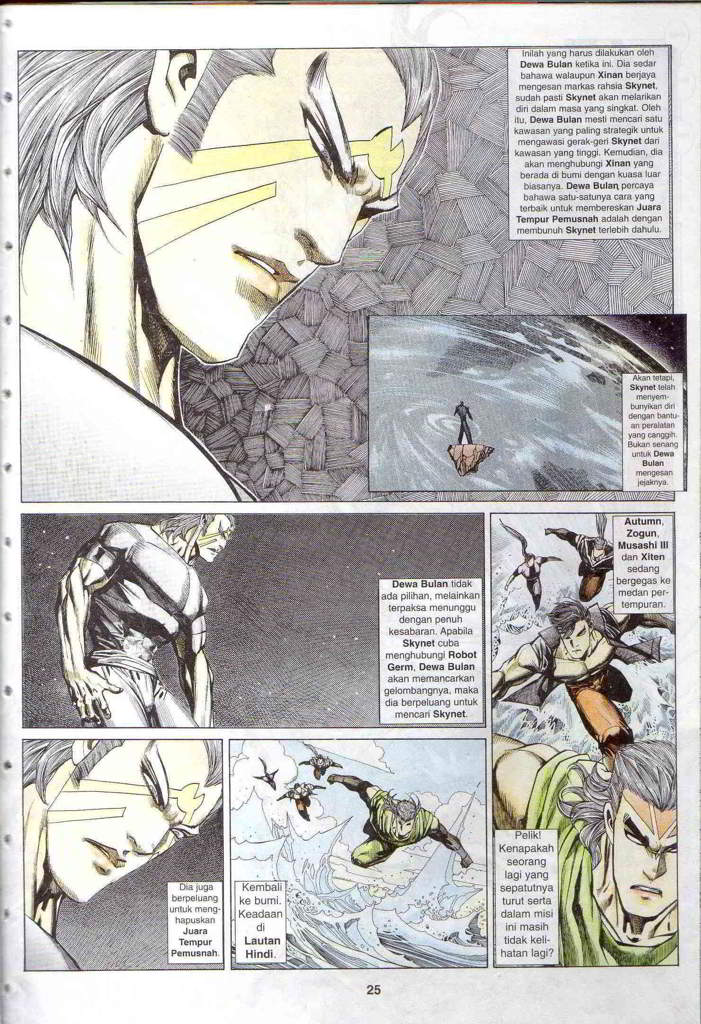 Inilah yang harus dilakukan oleh
Dewa Bulan ketika ini. Dia sedar
bahawa walaupun Xinan berjaya
mengesan markas rahsia Skynet,
sudah pasti Skynet akan melarikan
diri dalam masa yang singkat. Oleh
itu, Dewa Bulan mesti mencari satu
kawasan yang paling strategik untuk
mengawasi gerak-geri Skynet dari
kawasan yang tinggi. Kemudian, dia
akan menghubungi Xinan yang
berada di bumi dengan kuasa luar
biasanya. Dewa Bulan percaya
bahawa satu-satunya cara yang
terbaik untuk membereskan Juara
Tempur Pemusnah adalah dengan
membunuh Skynet terlebih dahulu.
Akan tetapi,
Skynet telah
menyem-
bunyikan diri
dengan bantu-
an peralatan
yang canggih.
Bukan senang
untuk Dewa
Bulan
mengesan
jejaknya.
Dewa Bulan tidak
ada pilihan, melainkan
terpaksa menunggu
dengan penuh
kesabaran. Apabila
Skynet cuba
menghubungi Robot
Germ, Dewa Bulan
akan memancarkan
gelombangnya, maka
dia berpeluang untuk
mencari Skynet.
Autumn,
Zogun,
Musashi III
dan Xiten
sedang
bergegas ke
medan per-
tempuran.
Dia juga
berpeluang
untuk meng-
hapuskan
Juara
Tempur
Pemusnah.
Kembali
ke bumi.
Keadaan
di
Lautan
Hindi.
Pelik!
Kenapakah
seorang
lagi yang
sepatutnya
turut serta
dalam misi
ini masih
tidak keli-
hatan lagi?
25